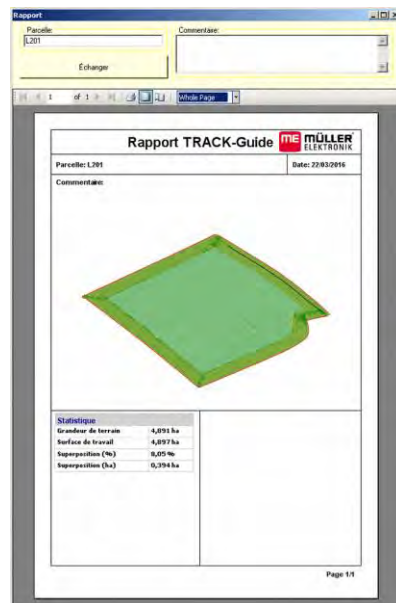 Rapport
Parcelle:
L201
Échanger
Commentaire:
1 of 1
Whole Page
Rapport TRACK-Guide
ME MÜLLER ELEKTRONIK
Parcelle: L201 Date: 22/03/2016
Commentaire:
Statistique
Grandeur de terrain 4,891 ha
Surface de travail 4,897 ha
Superposition (%) 8,05 %
Superposition (ha) 0,394 ha
Page 1/1